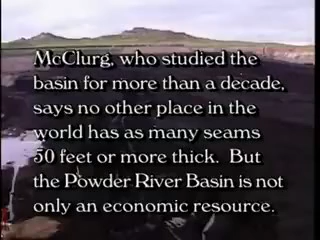 McClurg, who studied the
basin for more than a decade,
says no other place in the
world has as many seams
50 feet or more thick.  But
the Powder River Basin is not
only an economic resource.